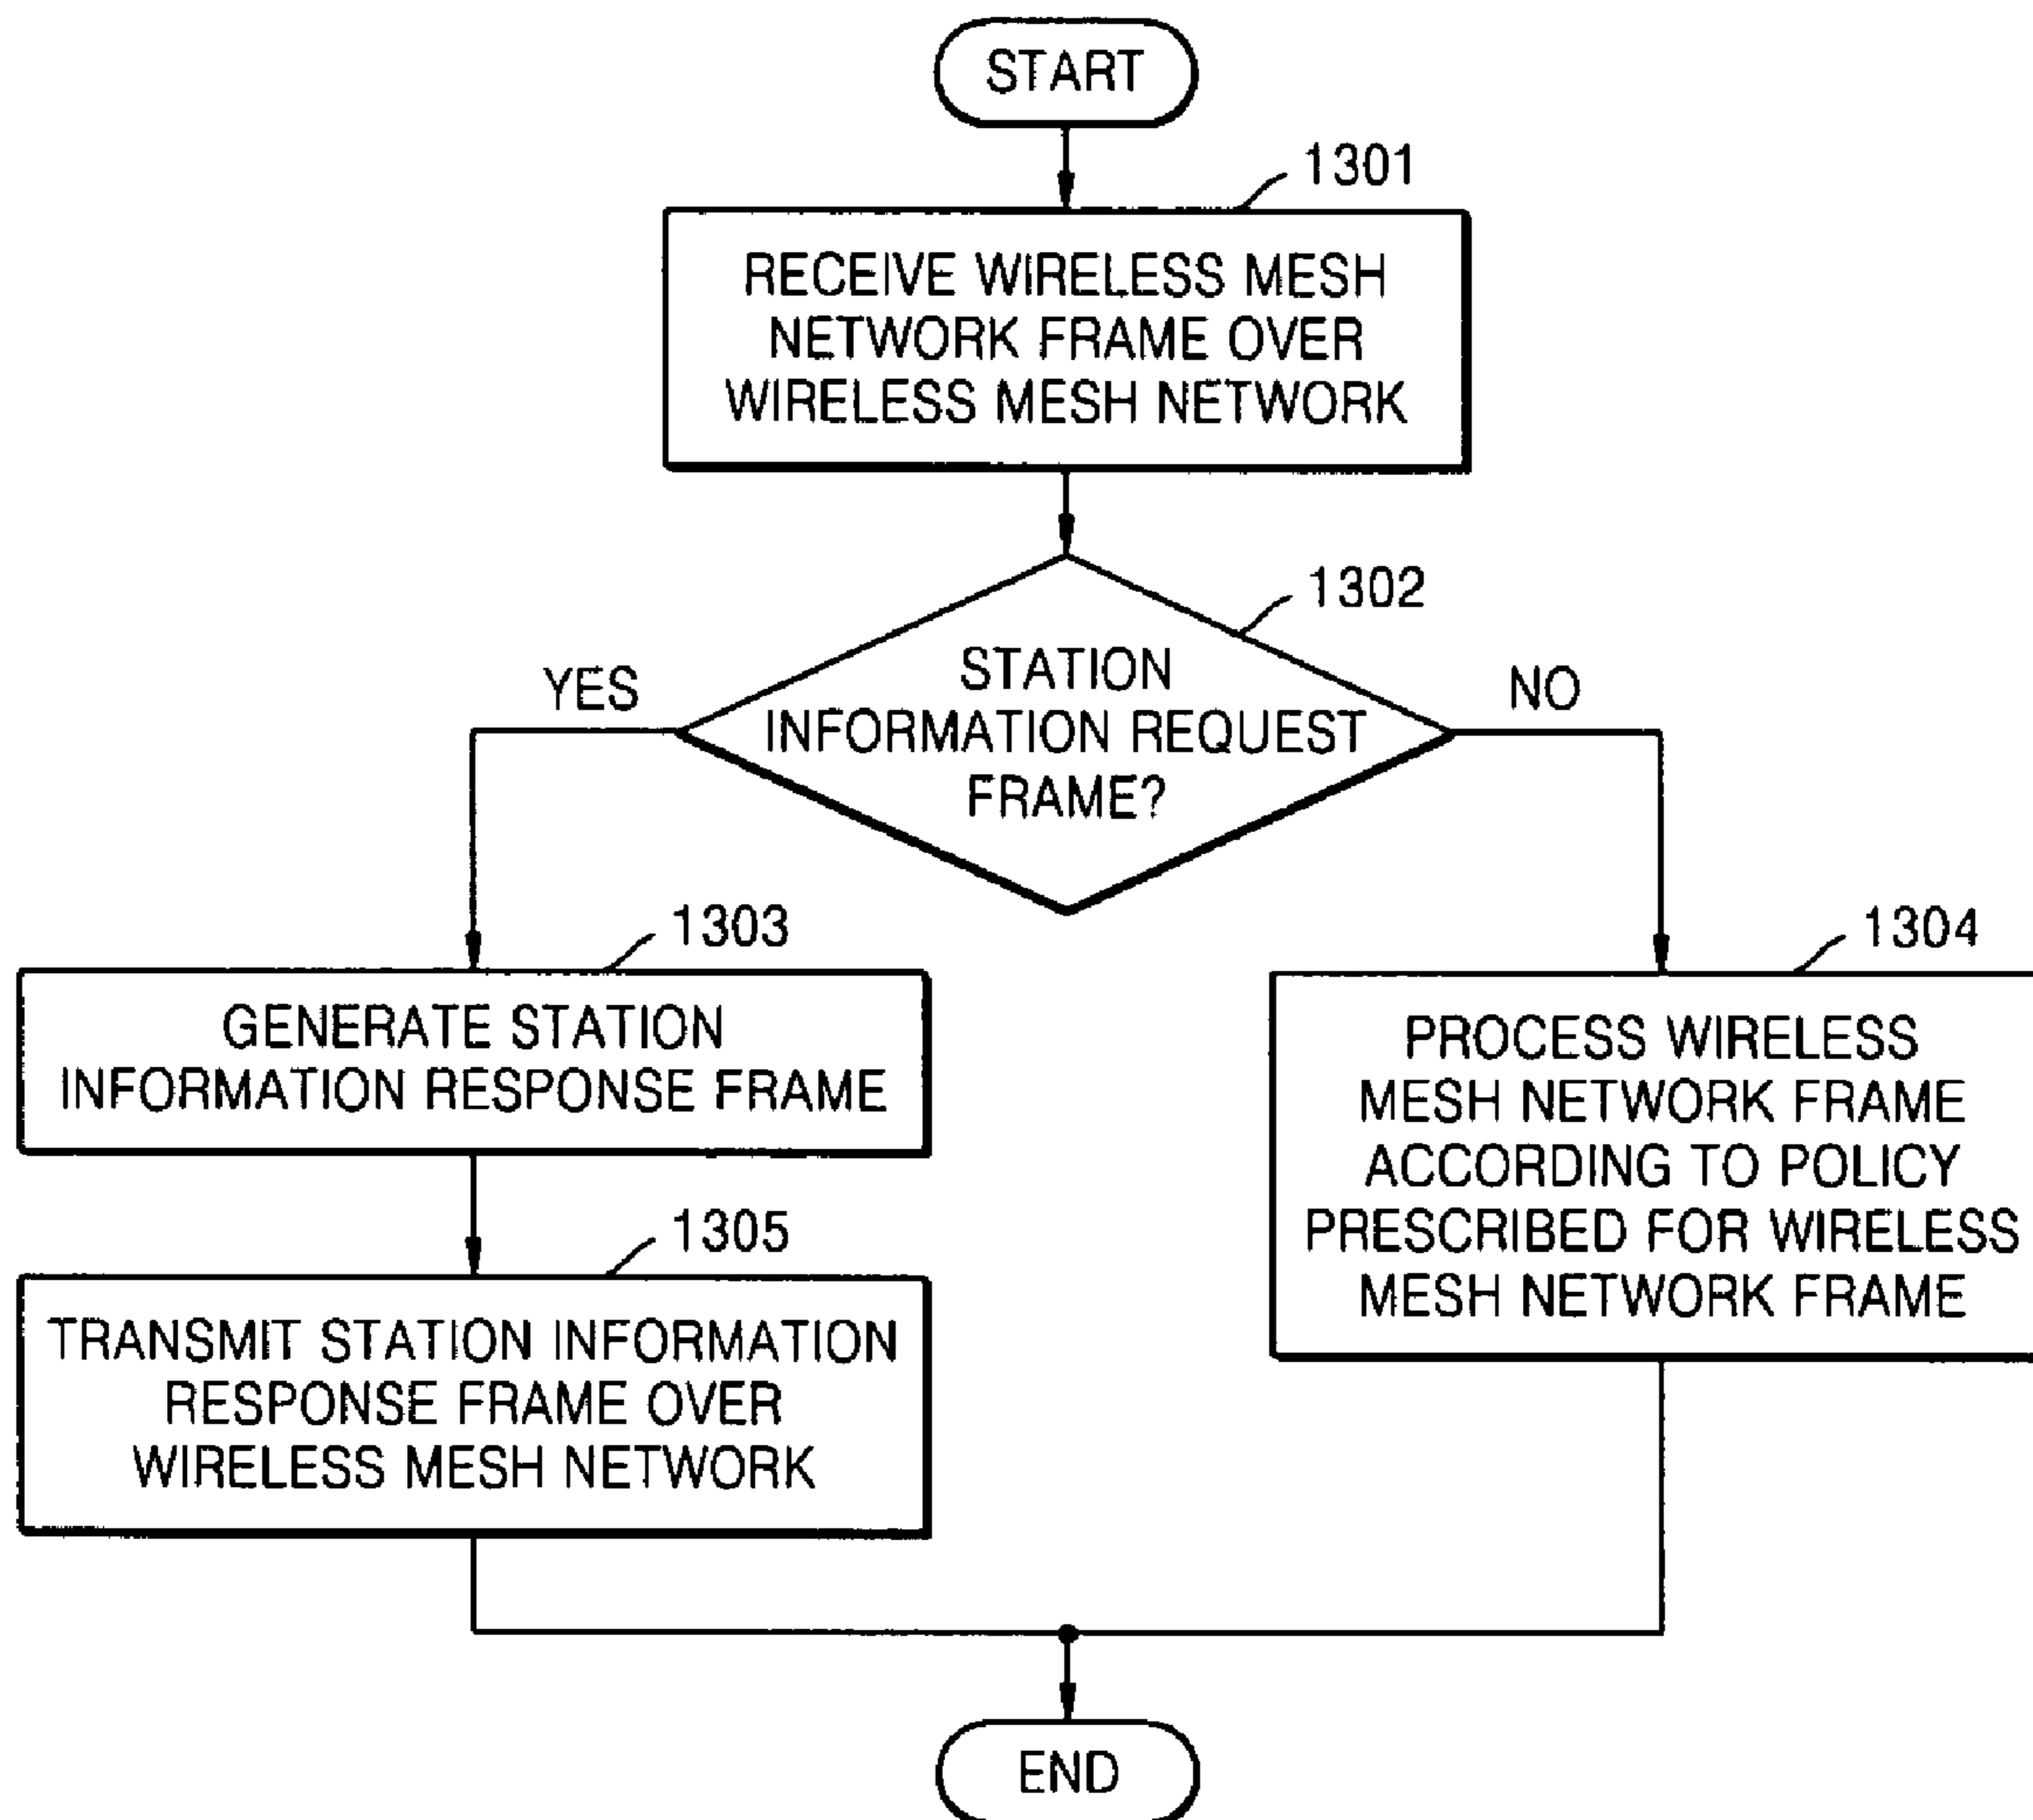 START
1301
RECEIVE WIRELESS MESH
NETWORK FRAME OVER
WIRELESS MESH NETWORK
1302
STATION
INFORMATION REQUEST
FRAME?
YES
NO
1303
GENERATE STATION
INFORMATION RESPONSE FRAME
1304
PROCESS WIRELESS
MESH NETWORK FRAME
ACCORDING TO POLICY
PRESCRIBED FOR WIRELESS
MESH NETWORK FRAME
1305
TRANSMIT STATION INFORMATION
RESPONSE FRAME OVER
WIRELESS MESH NETWORK
END